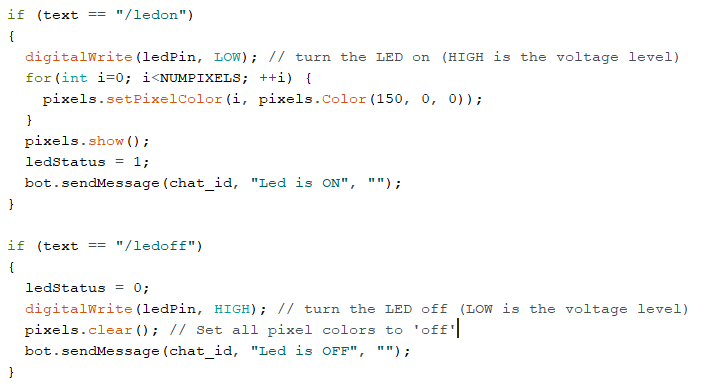 if (text == "/ledon")
{
  digitalWrite(ledPin, LOW); // turn the LED on (HIGH is the voltage level)
  for(int i=0; i<NUMPIXELS; ++i) {
    pixels.setPixelColor(i, pixels.Color(150, 0, 0));
  }
  pixels.show();
  ledStatus = 1;
  bot.sendMessage(chat_id, "Led is ON", "");
}

if (text == "/ledoff")
{
  ledStatus = 0;
  digitalWrite(ledPin, HIGH); // turn the LED off (LOW is the voltage level)
  pixels.clear(); // Set all pixel colors to 'off'
  bot.sendMessage(chat_id, "Led is OFF", "");
}